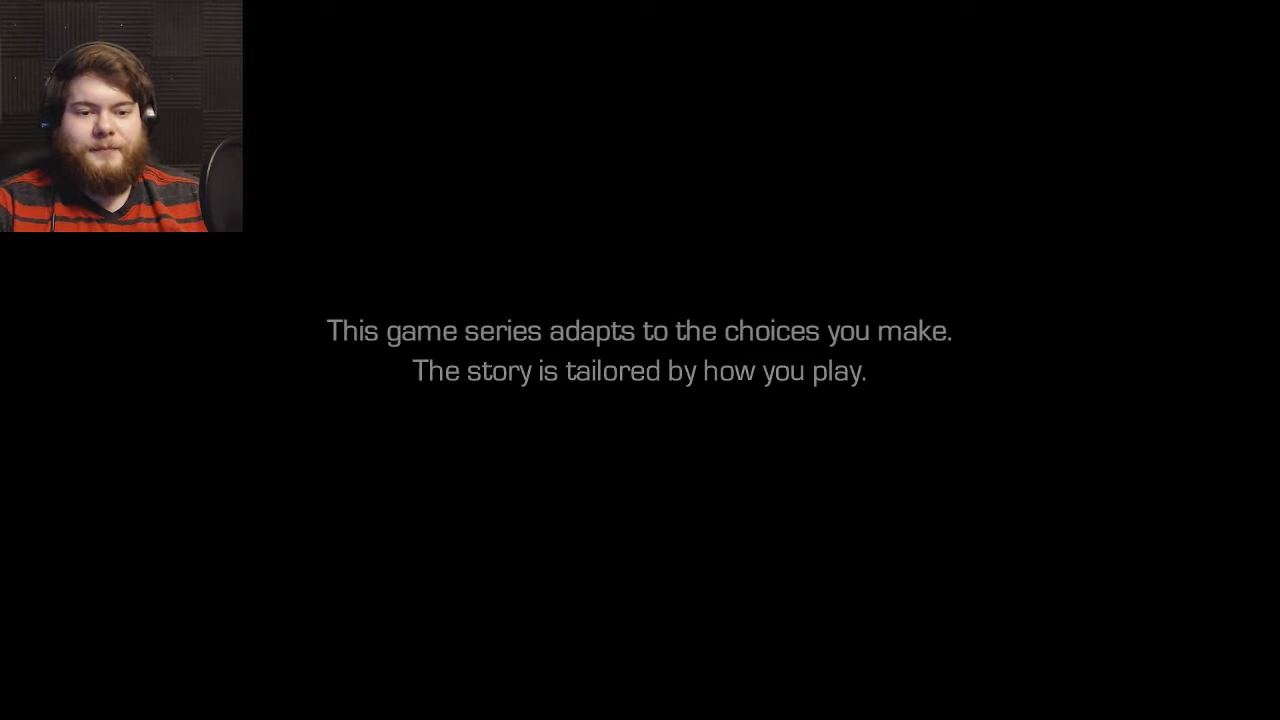 This game series adapts to the choices you make.
The story is tailored by how you play.